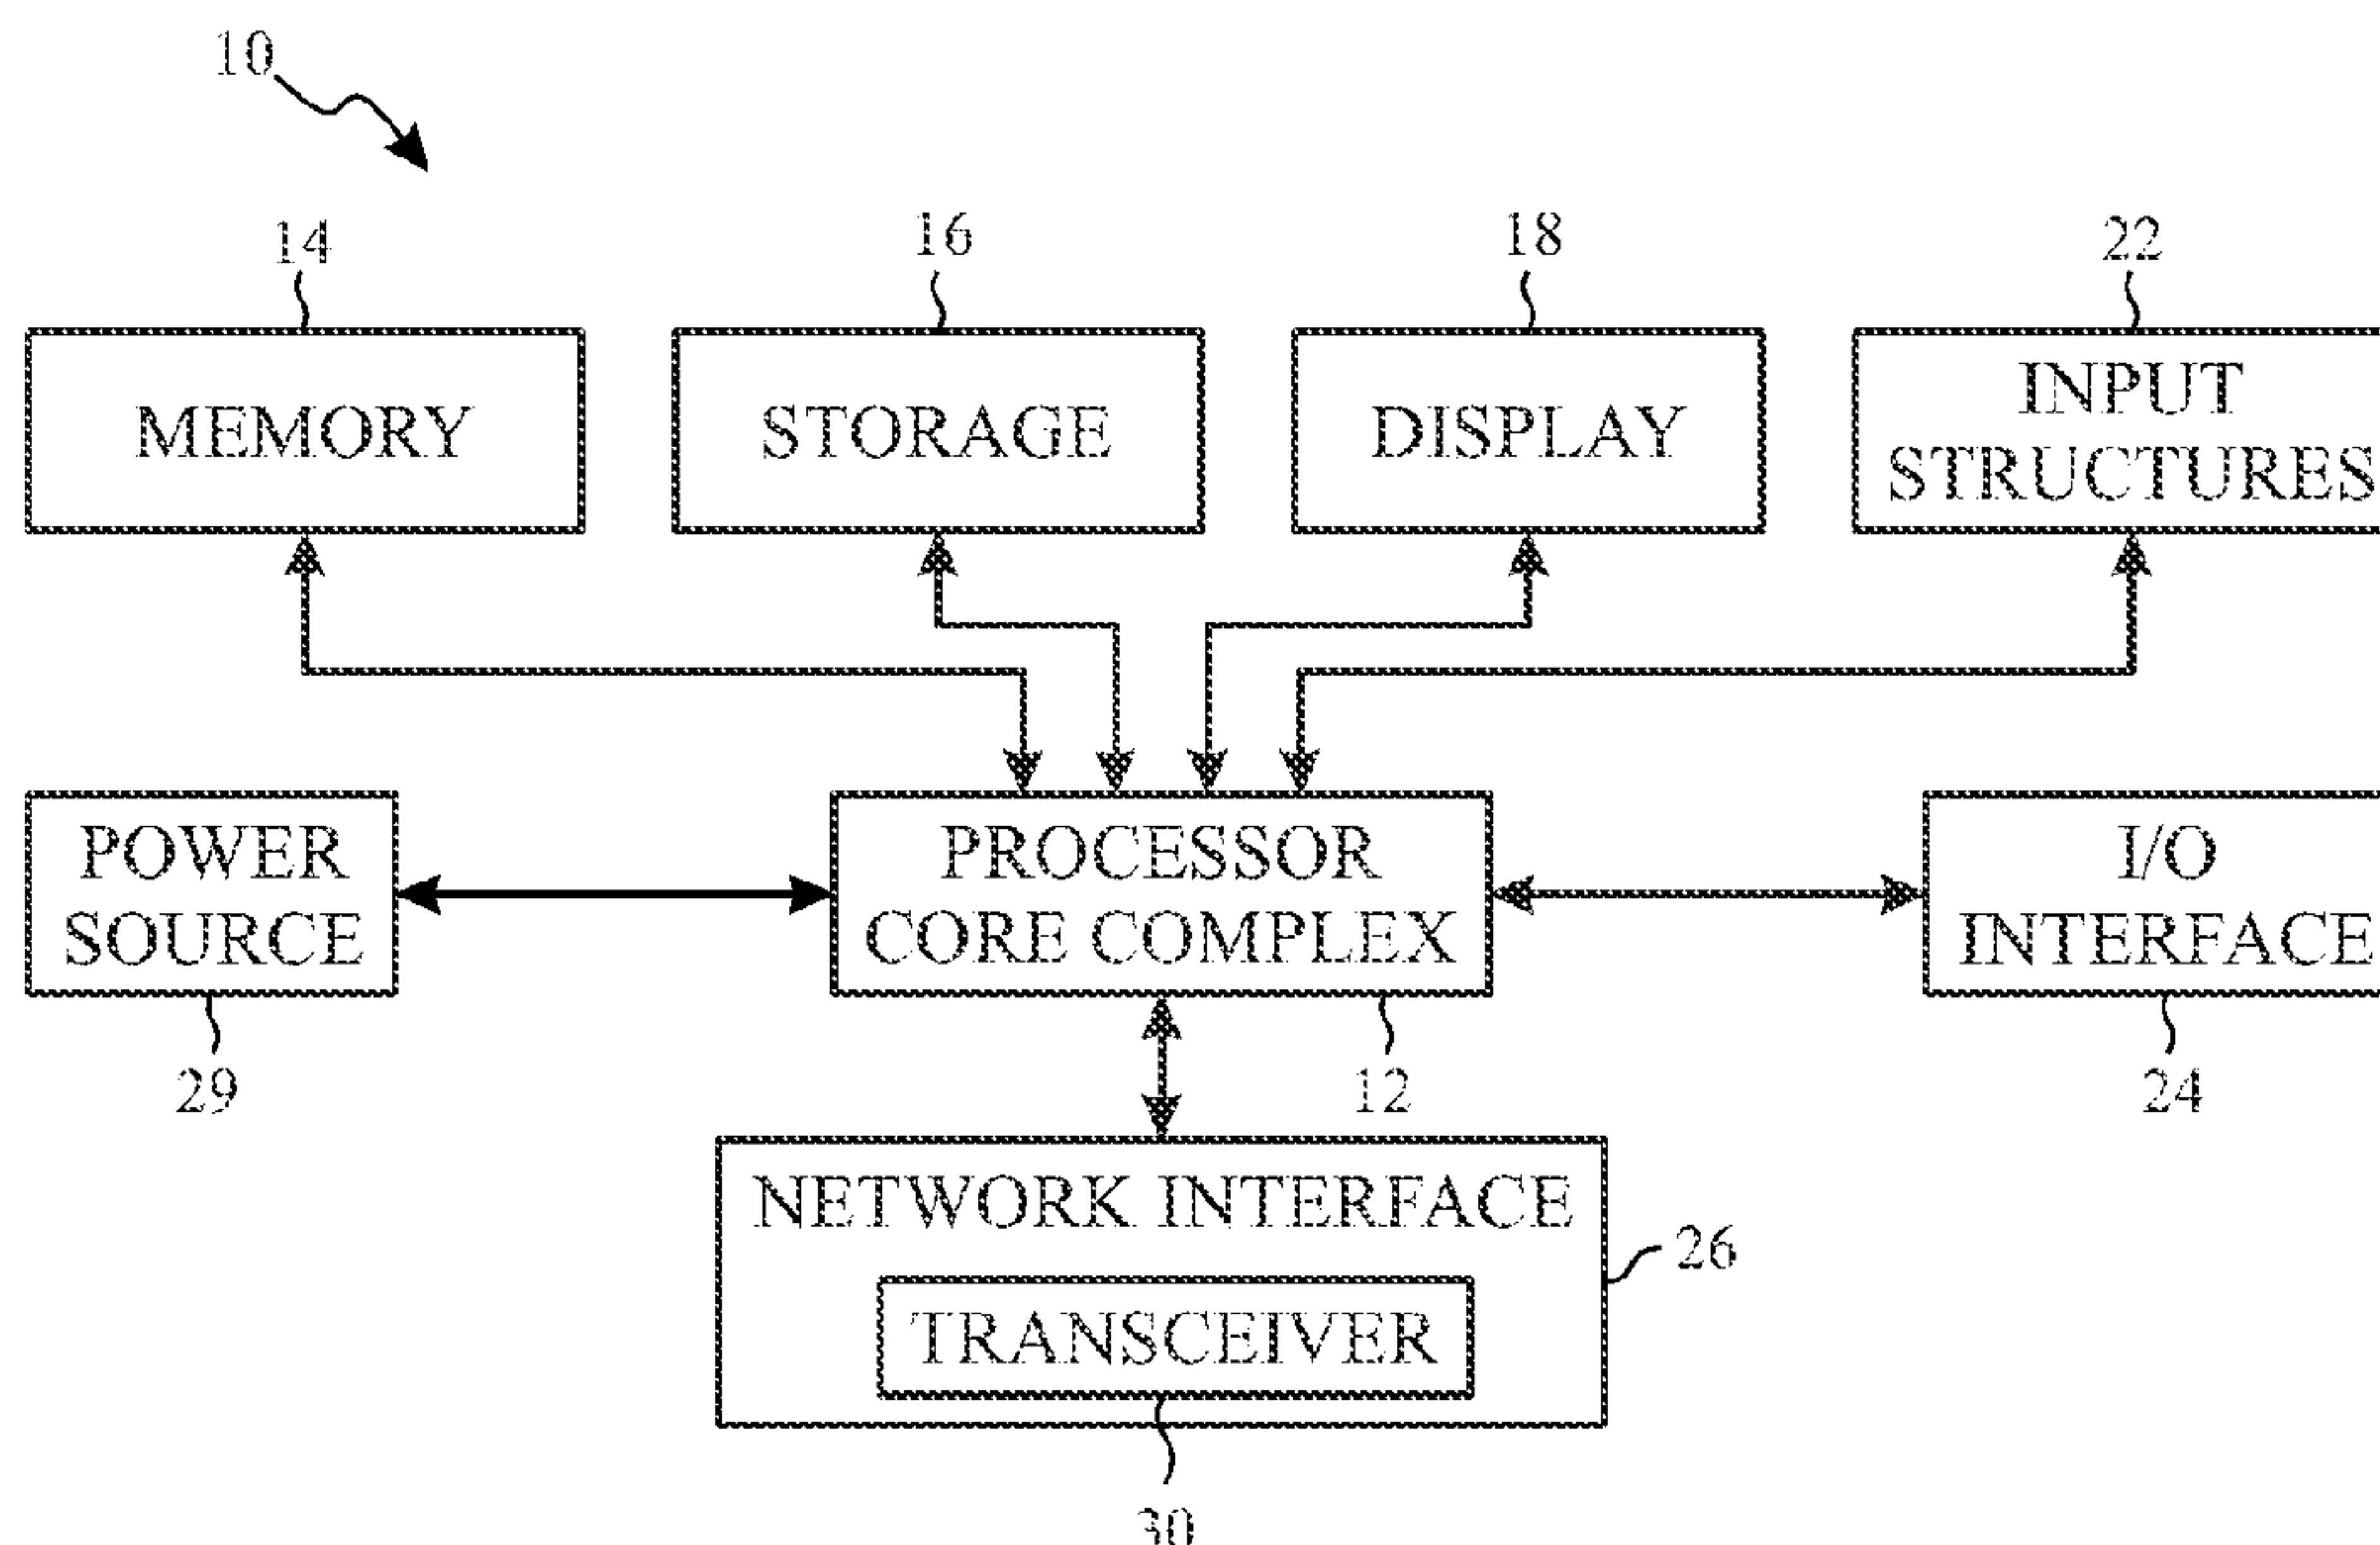 10
14
16
18
22
MEMORY
STORAGE
DISPLAY
INPUT
STRUCTURES
POWER
SOURCE
PROCESSOR
CORE COMPLEX
I/O
INTERFACE
29
12
24
NETWORK INTERFACE
26
TRANSCEIVER
30